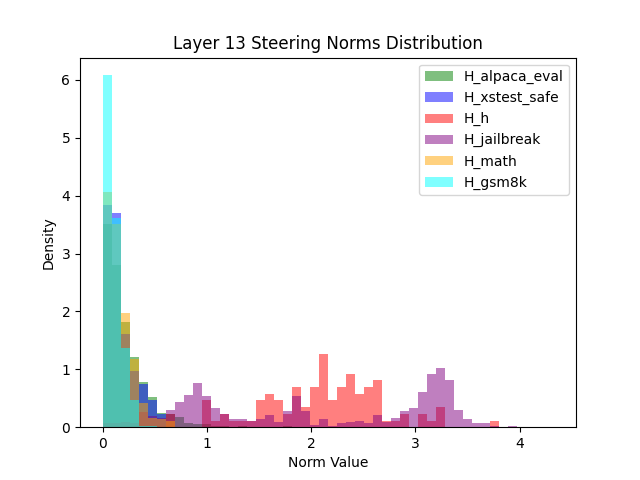 Layer 13 Steering Norms Distribution
H_alpaca_eval
H_xstest_safe
H_h
H_jailbreak
H_math
H_gsm8k
Density
6
5
4
3
2
1
0
0 1 2 3 4
Norm Value